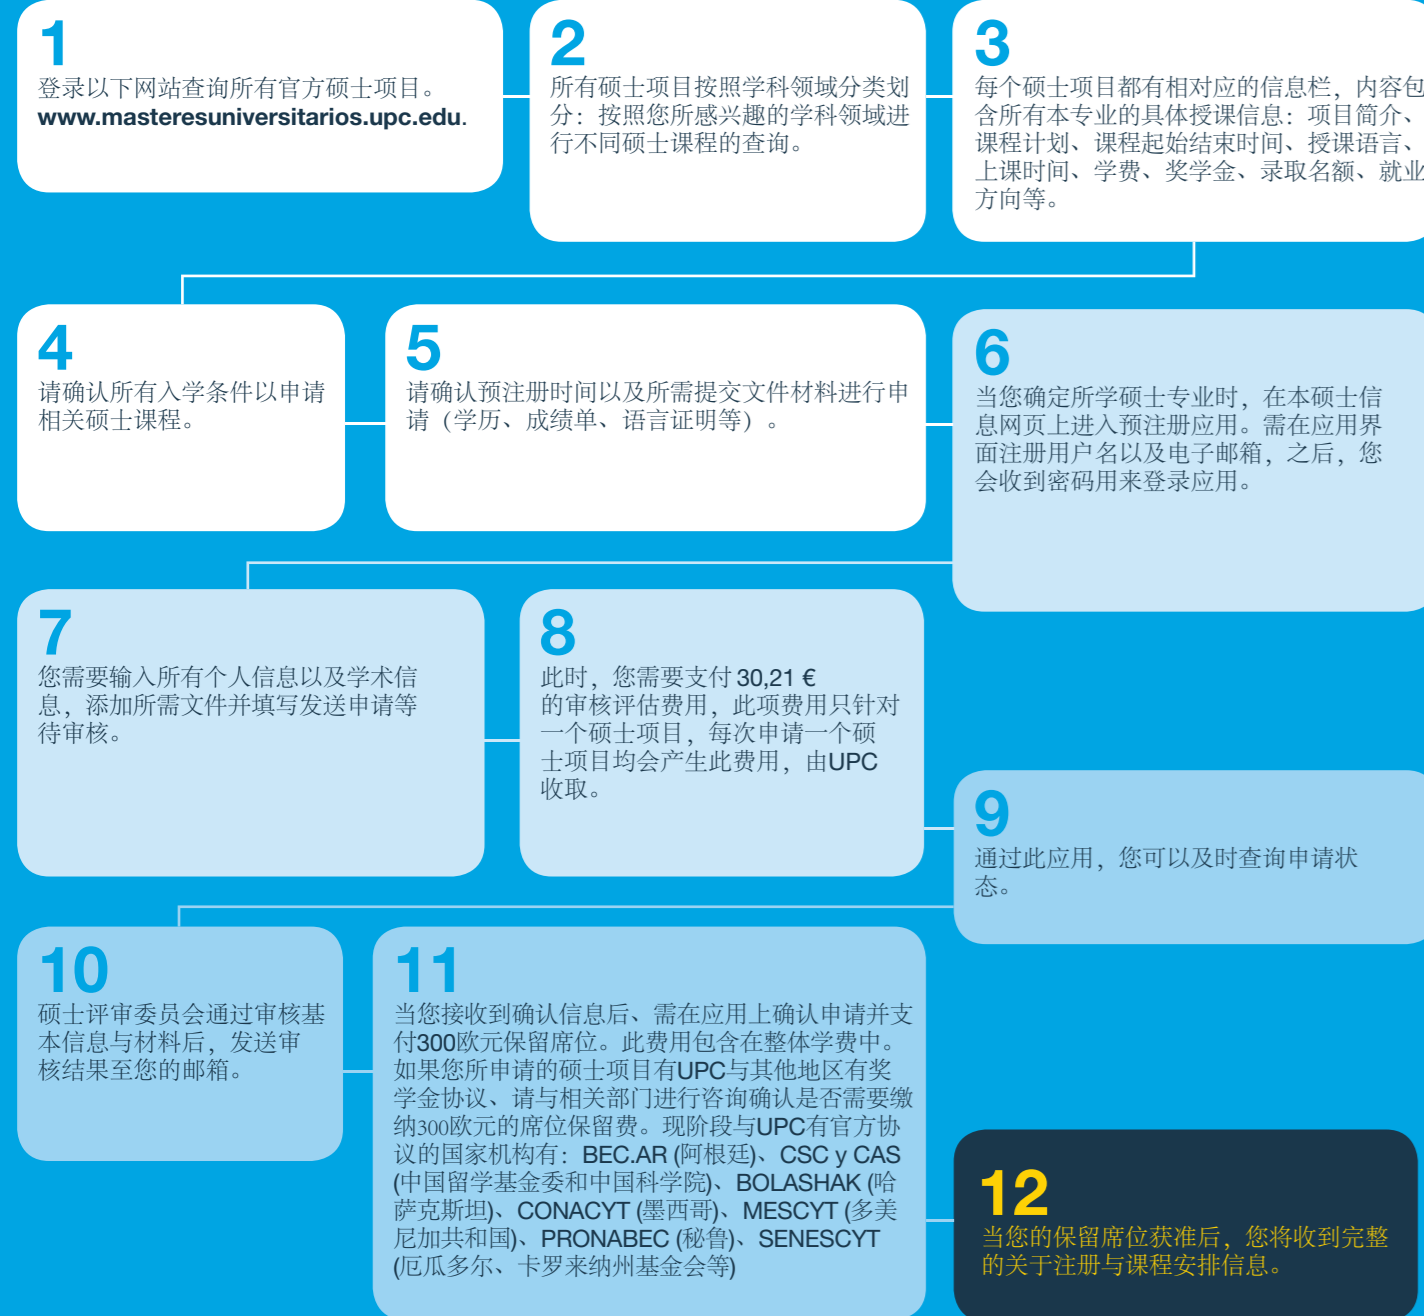 1
登录以下网站查询所有官方硕士项目。
www.masteresuniversitarios.upc.edu.
2
所有硕士项目按照学科领域分类划
分：按照您所感兴趣的学科领域进
行不同硕士课程的查询。
3
每个硕士项目都有相对应的信息栏，内容包
含所有本专业的具体授课信息：项目简介、
课程计划、课程起始结束时间、授课语言、
上课时间、学费、奖学金、录取名额、就业
方向等。
4
请确认所有入学条件以申请
相关硕士课程。
5
请确认预注册时间以及所需提交文件材料进行申
请（学历、成绩单、语言证明等）。
6
当您确定所学硕士专业时，在本硕士信
息网页上进入预注册应用。需在应用界
面注册用户名以及电子邮箱，之后，您
会收到密码用来登录应用。
7
您需要输入所有个人信息以及学术信
息，添加所需文件并填写发送申请等
待审核。
8
此时，您需要支付 30,21 €
的审核评估费用，此项费用只针对
一个硕士项目，每次申请一个硕
士项目均会产生此费用，由UPC
收取。
9
通过此应用，您可以及时查询申请状
态。
10
硕士评审委员会通过审核基
本信息与材料后，发送审
核结果至您的邮箱。
11
当您接收到确认信息后、需在应用上确认申请并支
付300欧元保留席位。此费用包含在整体学费中。
如果您所申请的硕士项目有UPC与其他地区有奖
学金协议、请与相关部门进行咨询确认是否需要缴
纳300欧元的席位保留费。现阶段与UPC有官方协
议的国家机构有：BEC.AR (阿根廷)、CSC y CAS
(中国留学基金委和中国科学院)、BOLASHAK (哈
萨克斯坦)、CONACYT (墨西哥)、MESCYT (多美
尼加共和国)、PRONABEC (秘鲁)、SENESCYT
(厄瓜多尔、卡罗来纳州基金会等)
12
当您的保留席位获准后，您将收到完整
的关于注册与课程安排信息。